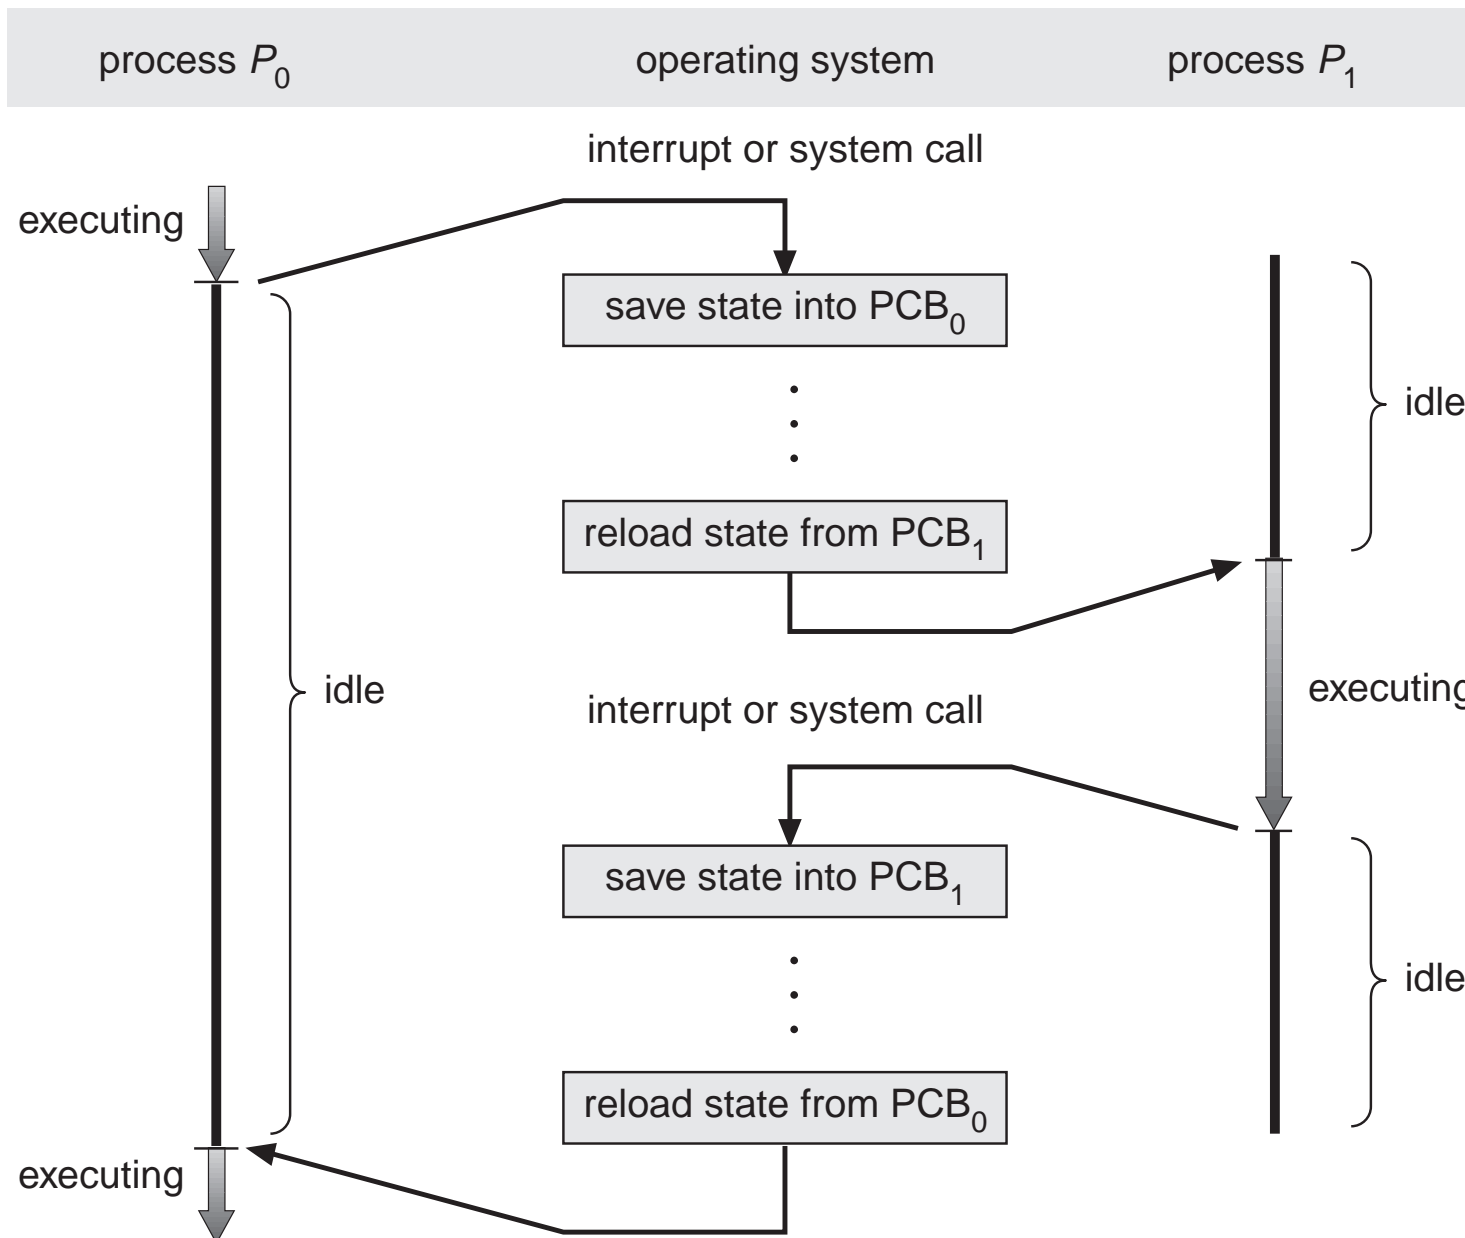 process P₀
operating system
process P₁
interrupt or system call
executing
save state into PCB₀
idle
reload state from PCB₁
idle
executing
interrupt or system call
save state into PCB₁
idle
reload state from PCB₀
executing